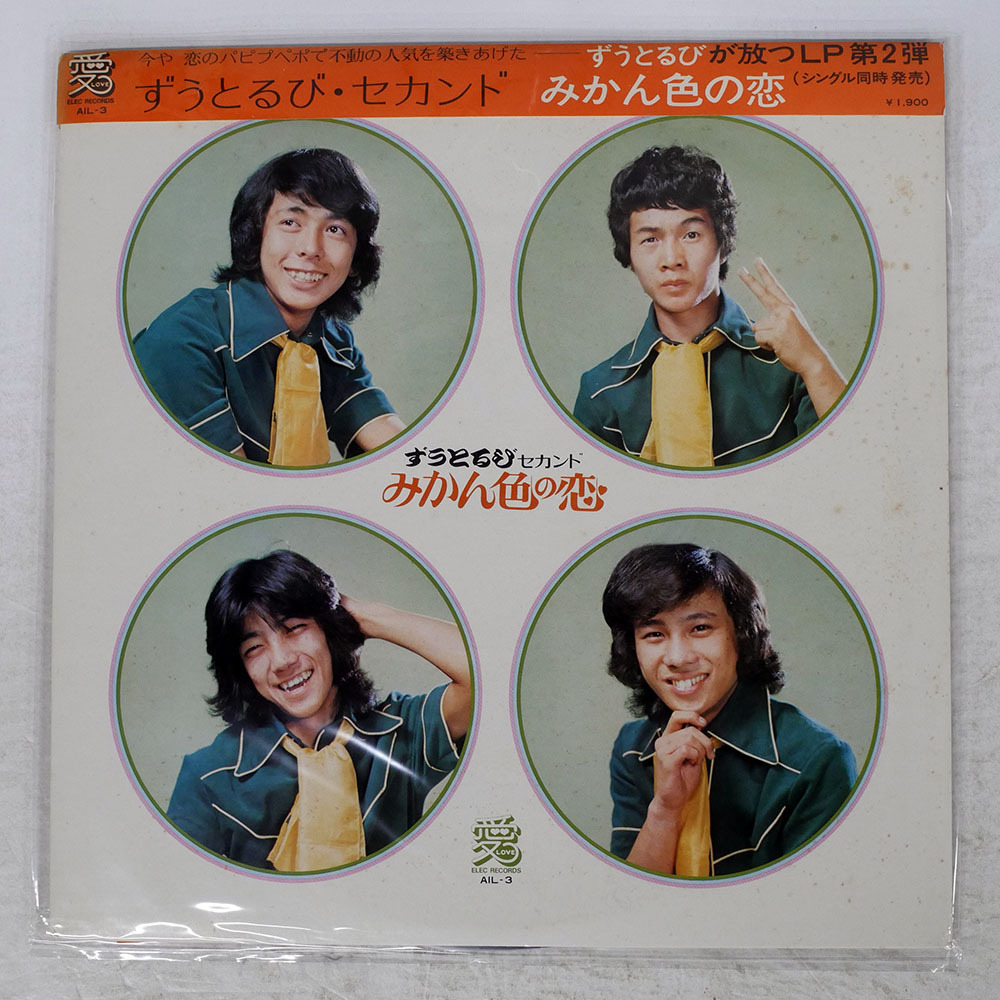 愛
LOVE
ELEC RECORDS
AIL-3
今や 恋のパピプペポで不動の人気を築きあげた
ずうとるび・セカンド
ずうとるびが放つLP第2弾
みかん色の恋
(シングル同時発売)
¥1,900
ずうとるびセカンド
みかん色の恋
愛
LOVE
ELEC RECORDS
AIL-3